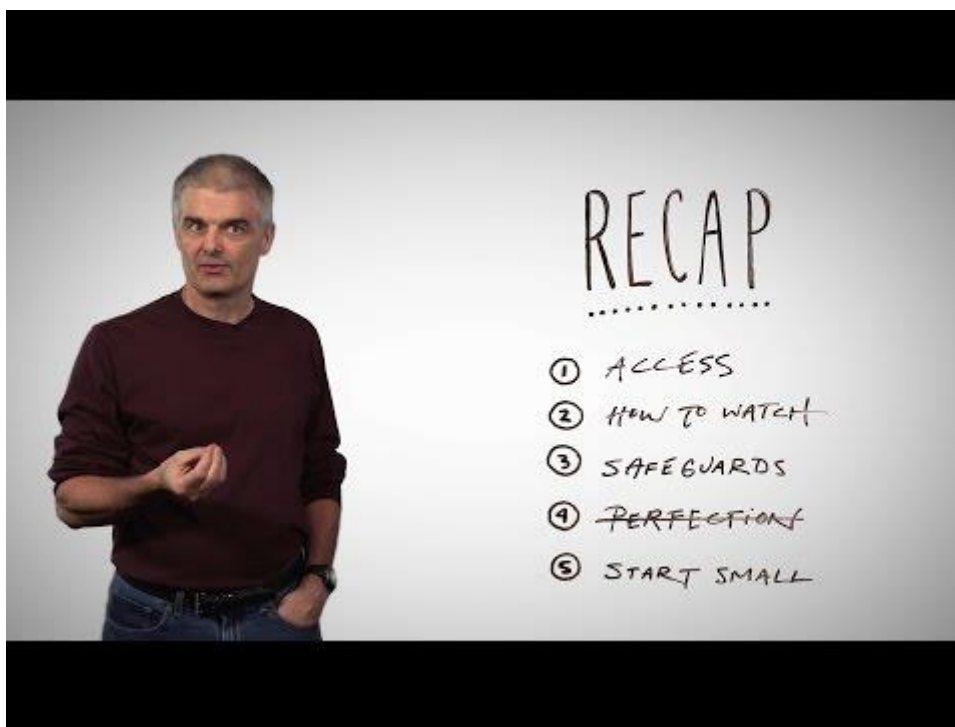 RECAP
1 ACCESS
2 HOW TO WATCH
3 SAFEGUARDS
4 PERFECTION
5 START SMALL